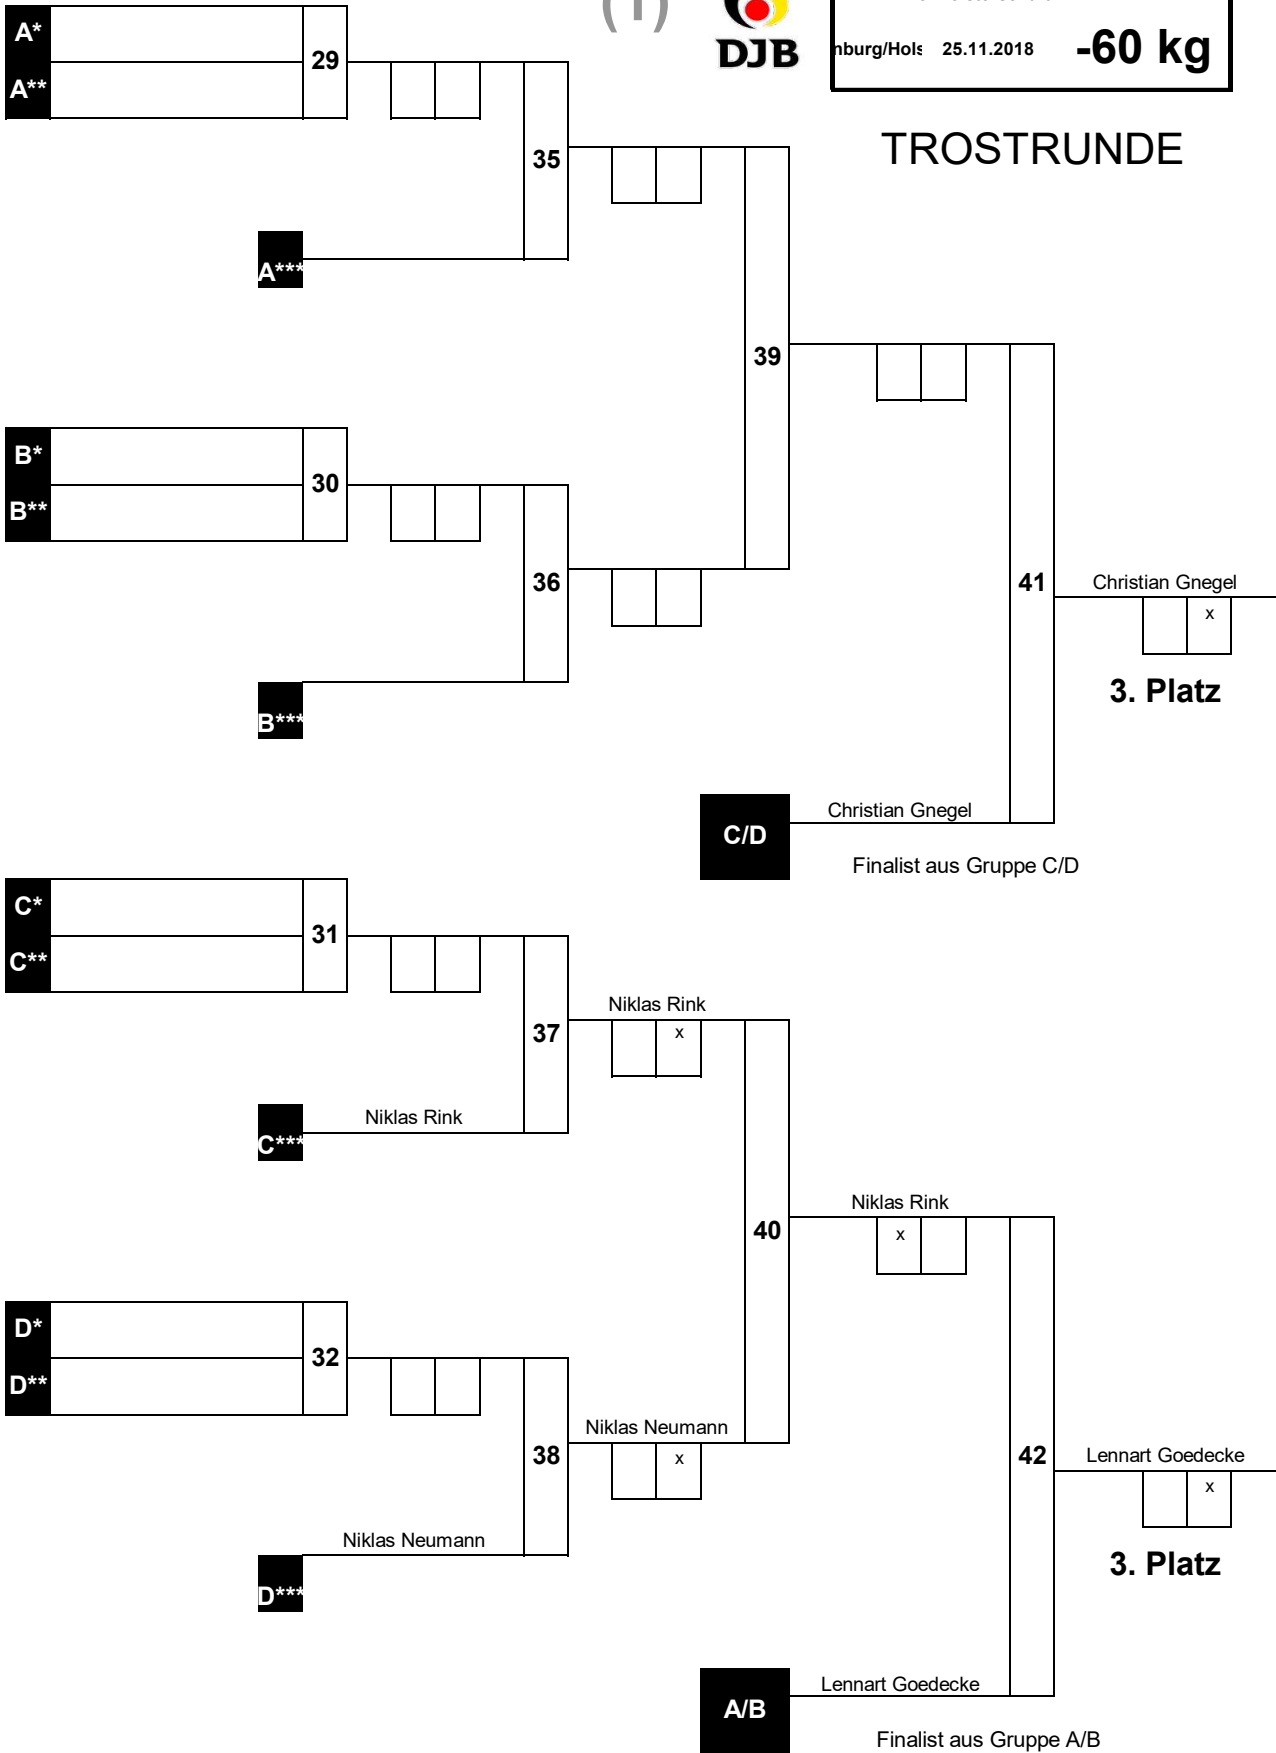 (T)
DJB
25.11.2018
-60 kg
TROSTRUNDE
A*
A**
29
35
A***
39
B*
B**
30
36
B***
41
Christian Gnegel
x
3. Platz
C/D
Christian Gnegel
Finalist aus Gruppe C/D
C*
C**
31
37
Niklas Rink
x
C***
Niklas Rink
40
Niklas Rink
x
D*
D**
32
38
Niklas Neumann
x
D***
Niklas Neumann
42
Lennart Goedecke
x
3. Platz
A/B
Lennart Goedecke
Finalist aus Gruppe A/B